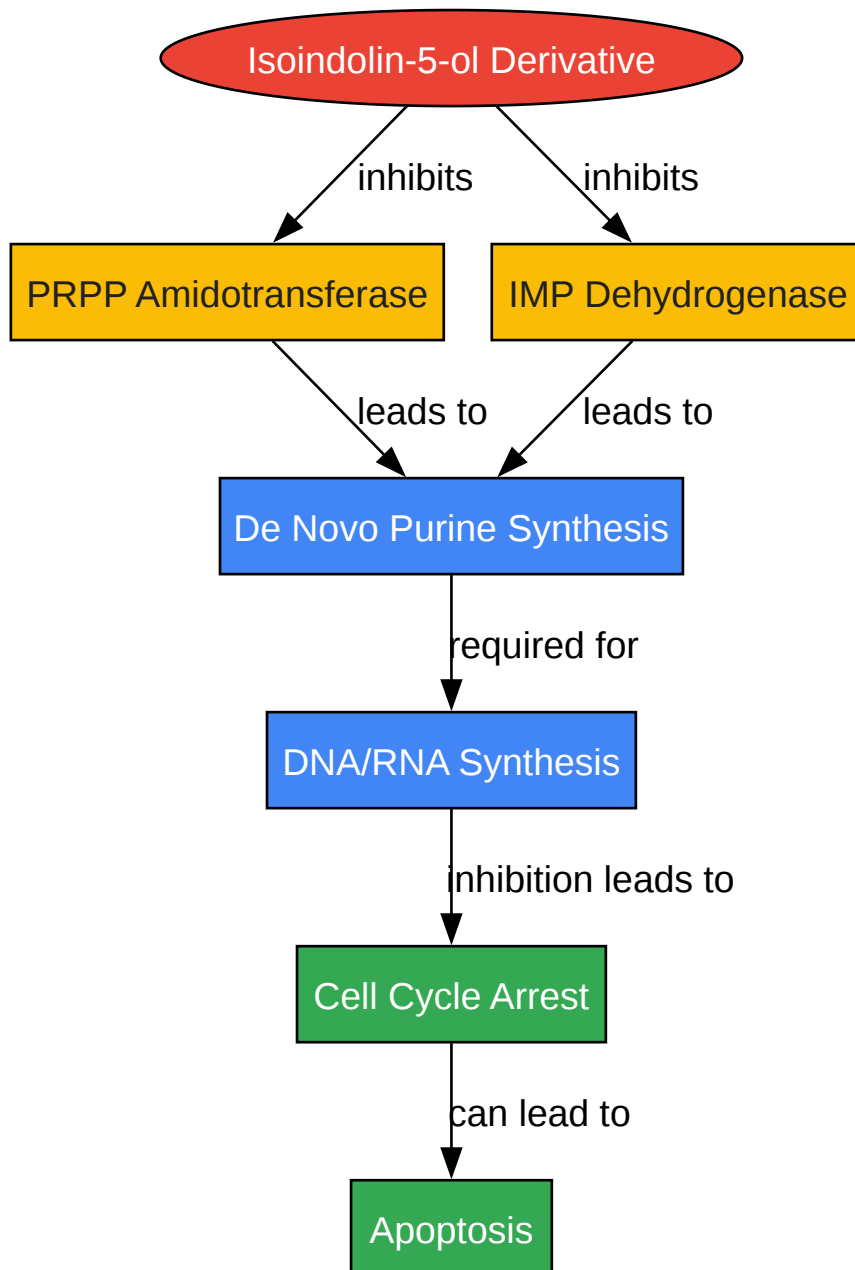 Isoindolin-5-ol Derivative
inhibits
inhibits
PRPP Amidotransferase
IMP Dehydrogenase
leads to
leads to
De Novo Purine Synthesis
required for
DNA/RNA Synthesis
inhibition leads to
Cell Cycle Arrest
can lead to
Apoptosis